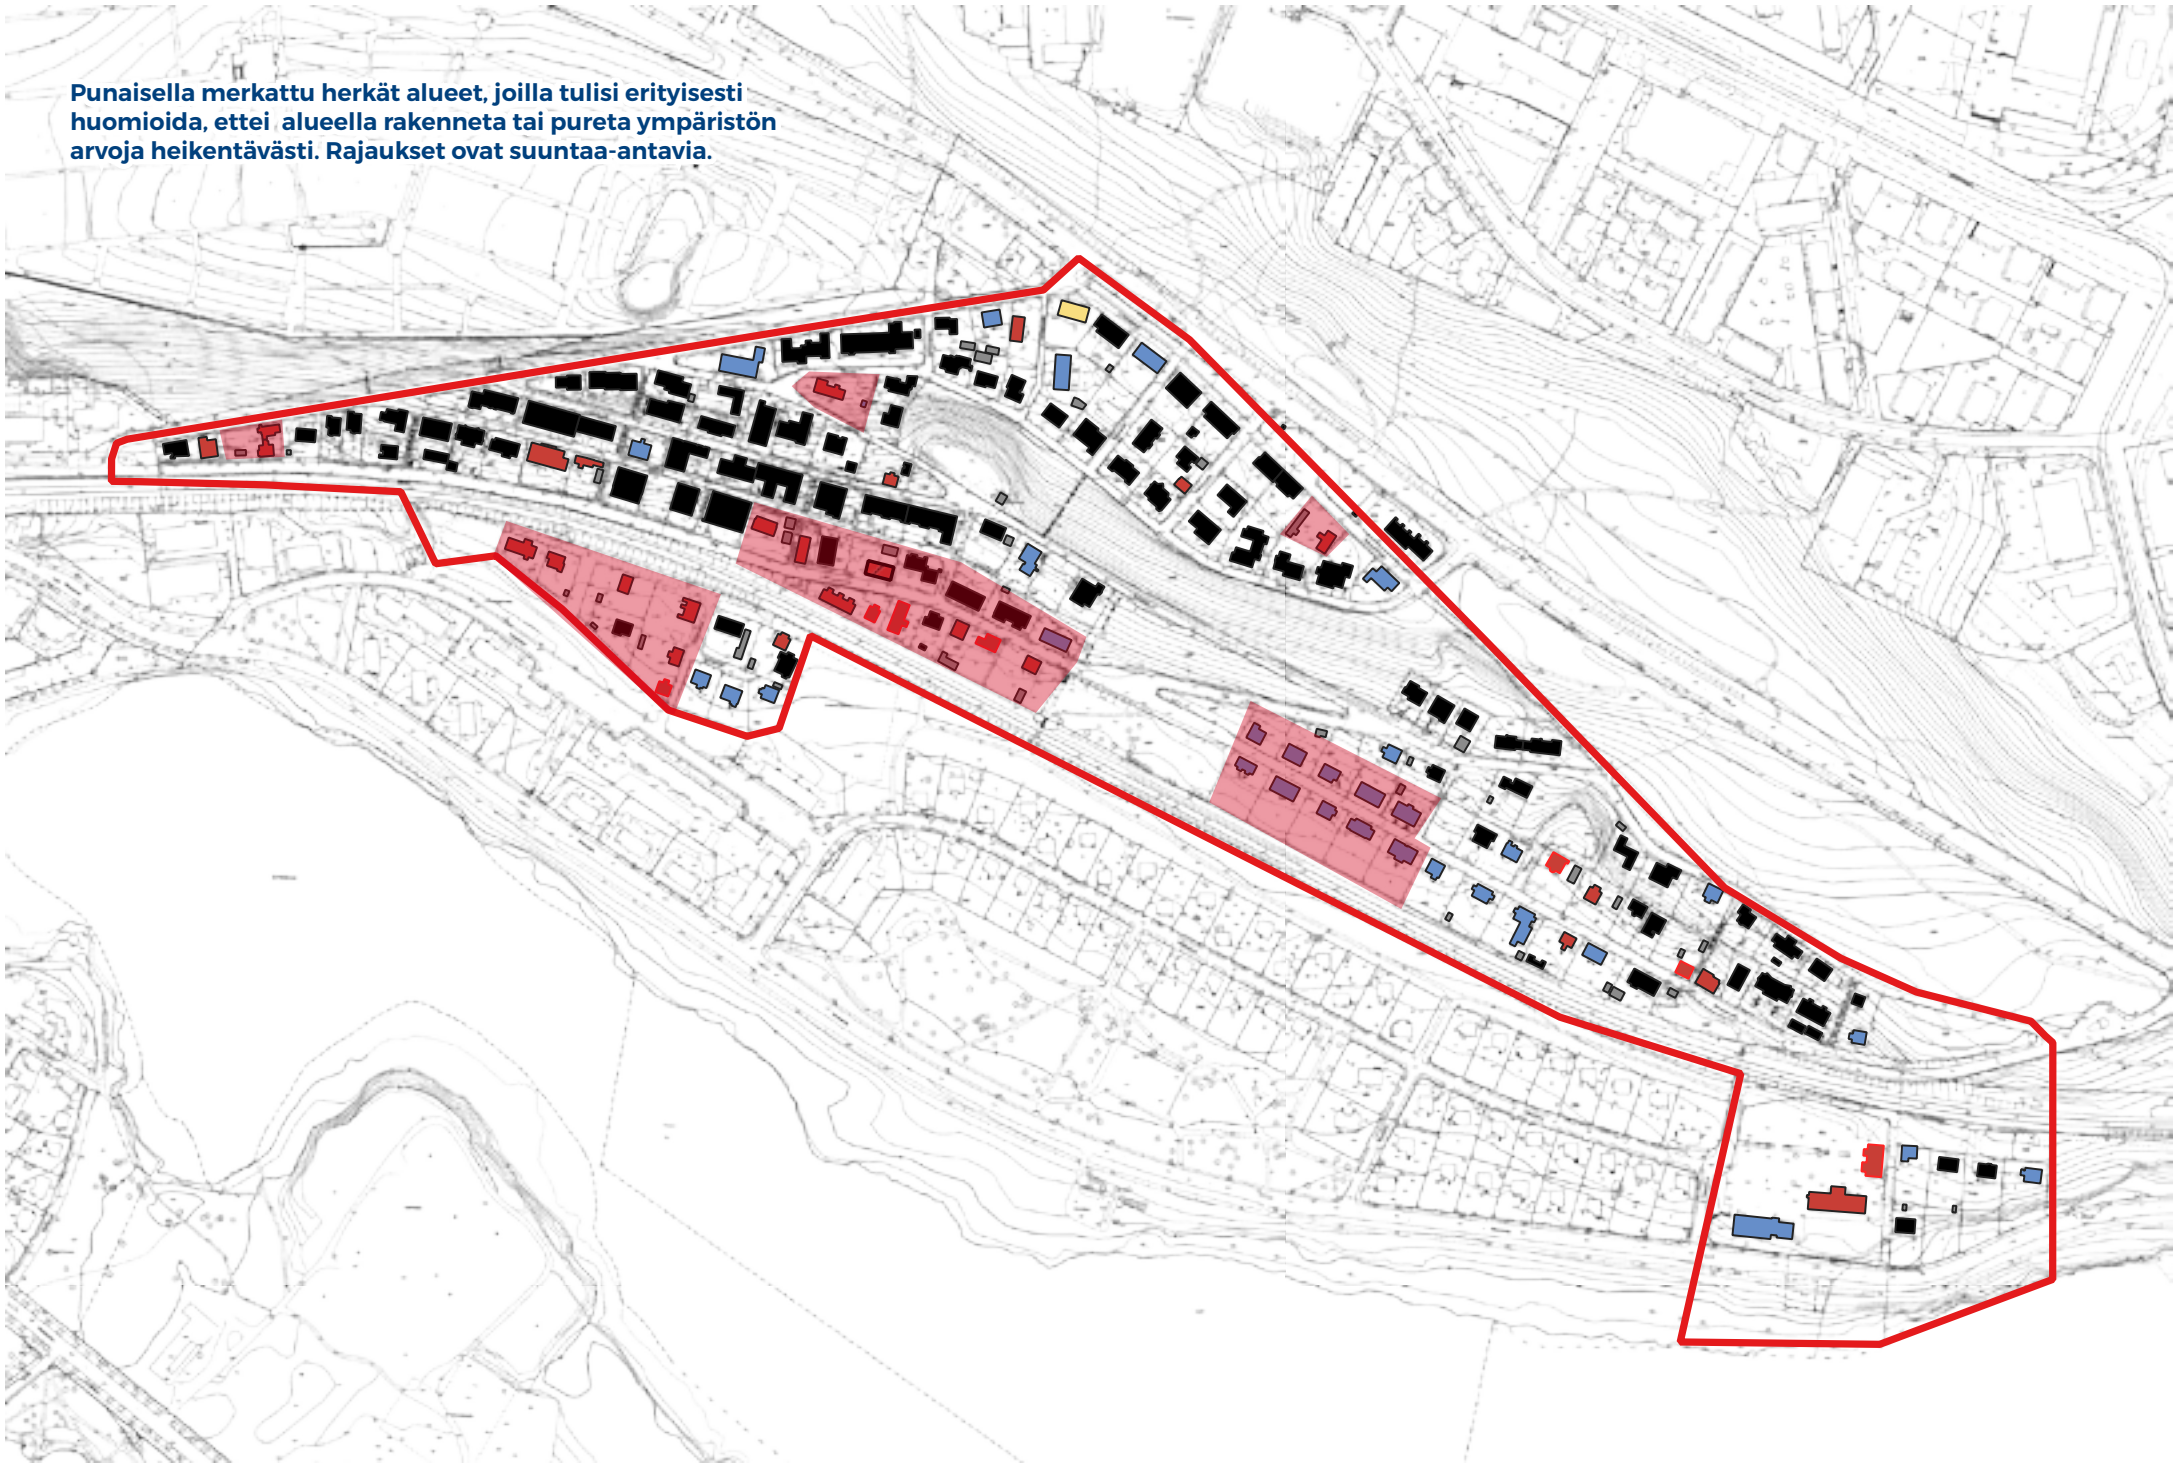 Punaisella merkattu herkät alueet, joilla tulisi erityisesti
huomioida, ettei alueella rakenneta tai pureta ympäristön
arvoja heikentävästi. Rajaukset ovat suuntaa-antavia.